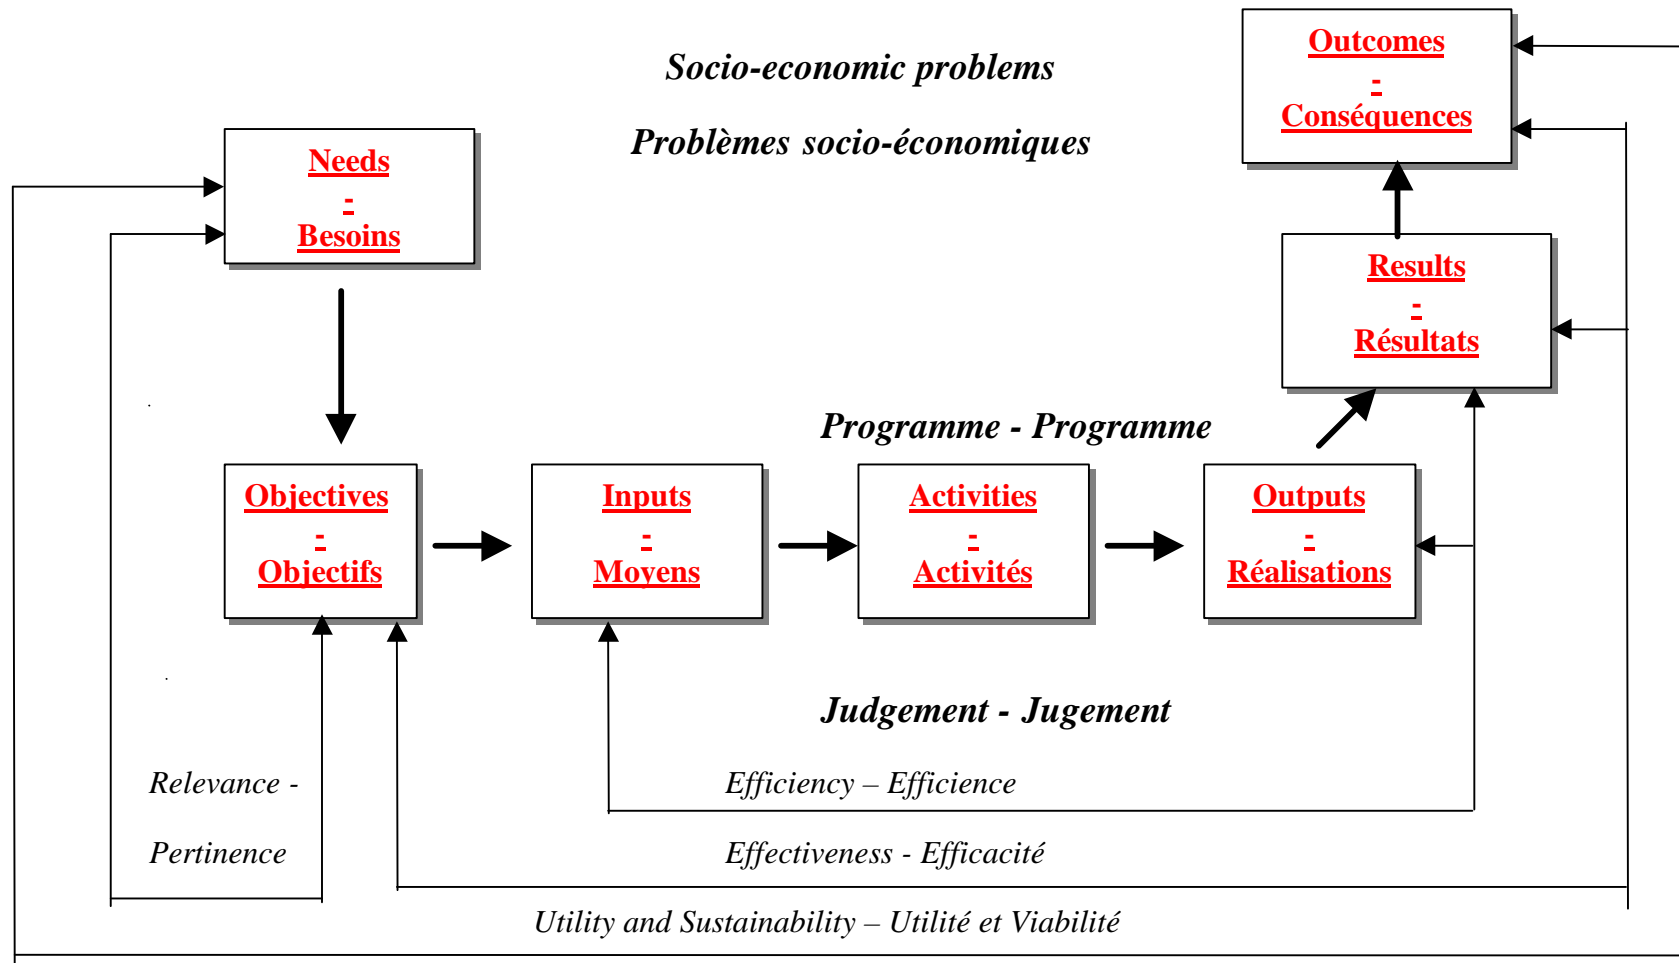 Socio-economic problems
Problèmes socio-économiques
Outcomes
-
Conséquences
Needs
-
Besoins
Results
-
Résultats
Programme - Programme
Objectives
-
Objectifs
Inputs
-
Moyens
Activities
-
Activités
Outputs
-
Réalisations
Judgement - Jugement
Relevance -
Pertinence
Efficiency – Efficience
Effectiveness - Efficacité
Utility and Sustainability – Utilité et Viabilité